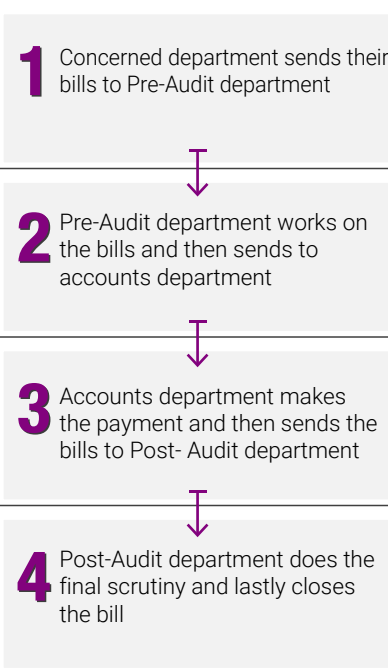 1 Concerned department sends their
bills to Pre-Audit department
2 Pre-Audit department works on
the bills and then sends to
accounts department
3 Accounts department makes
the payment and then sends the
bills to Post- Audit department
4 Post-Audit department does the
final scrutiny and lastly closes
the bill